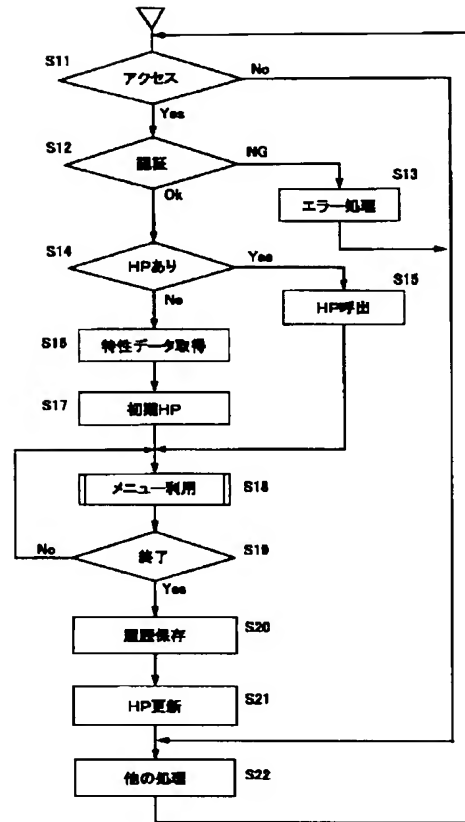 S11
アクセス
No
Yes
S12
認証
NG
Ok
S13
エラー処理
S14
HPあり
Yes
No
S15
HP呼出
S16
特性データ取得
S17
初期HP
メニュー利用
S18
終了
S19
No
Yes
履歴保存
S20
HP更新
S21
他の処理
S22